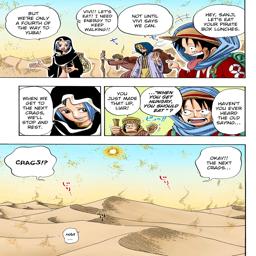 HEY, SANJI,
LET'S EAT
YOUR PIRATE
BOX LUNCHES.
NOT UNTIL
VIVI SAYS
WE CAN.
VIVI! LET'S
EAT! I NEED
ENERGY TO
KEEP
WALKING!!
BUT
WE'RE ONLY
A FOURTH
OF THE WAY
TO YUBA!
HAVEN'T YOU
EVER HEARD
THE OLD
SAYING...
"WHEN YOU
GET
HUNGRY,
YOU SHOULD
EAT"?
YOU JUST
MADE THAT
UP, LIAR!
WHEN WE
GET TO
THE NEXT
CRAGS,
WE'LL
STOP AND
REST.
OKAY!!
THE NEXT
CRAGS...
CRAGS!?